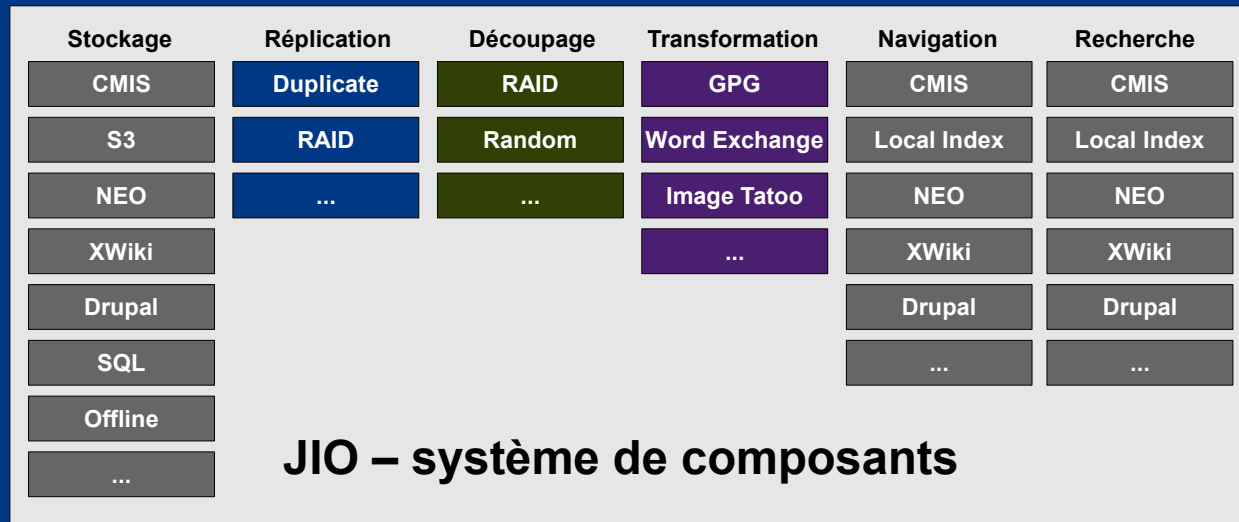 Stockage
CMIS
S3
NEO
XWiki
Drupal
SQL
Offline
...
Réplication
Duplicate
RAID
...
Découpage
RAID
Random
...
Transformation
GPG
Word Exchange
Image Tatoo
...
Navigation
CMIS
Local Index
NEO
XWiki
Drupal
...
Recherche
CMIS
Local Index
NEO
XWiki
Drupal
...
JIO – système de composants